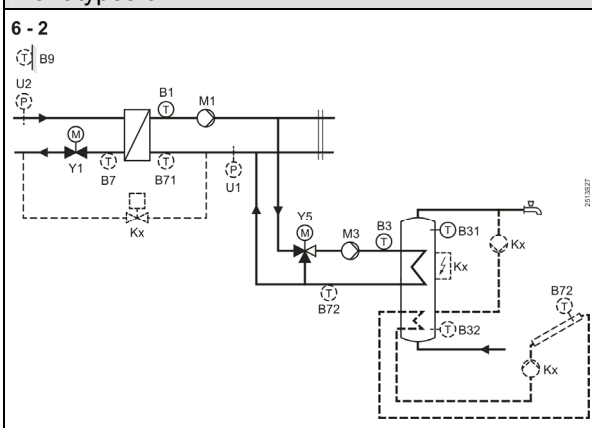 6 - 2
T B9
U2
P
B1
T
M1
M
Y1
T
B7
T
B71
P
U1
Kx
Y5
M
M3
B3
T
T B31
Kx
Kx
T
B72
T B32
B72
T
Kx
2513S27